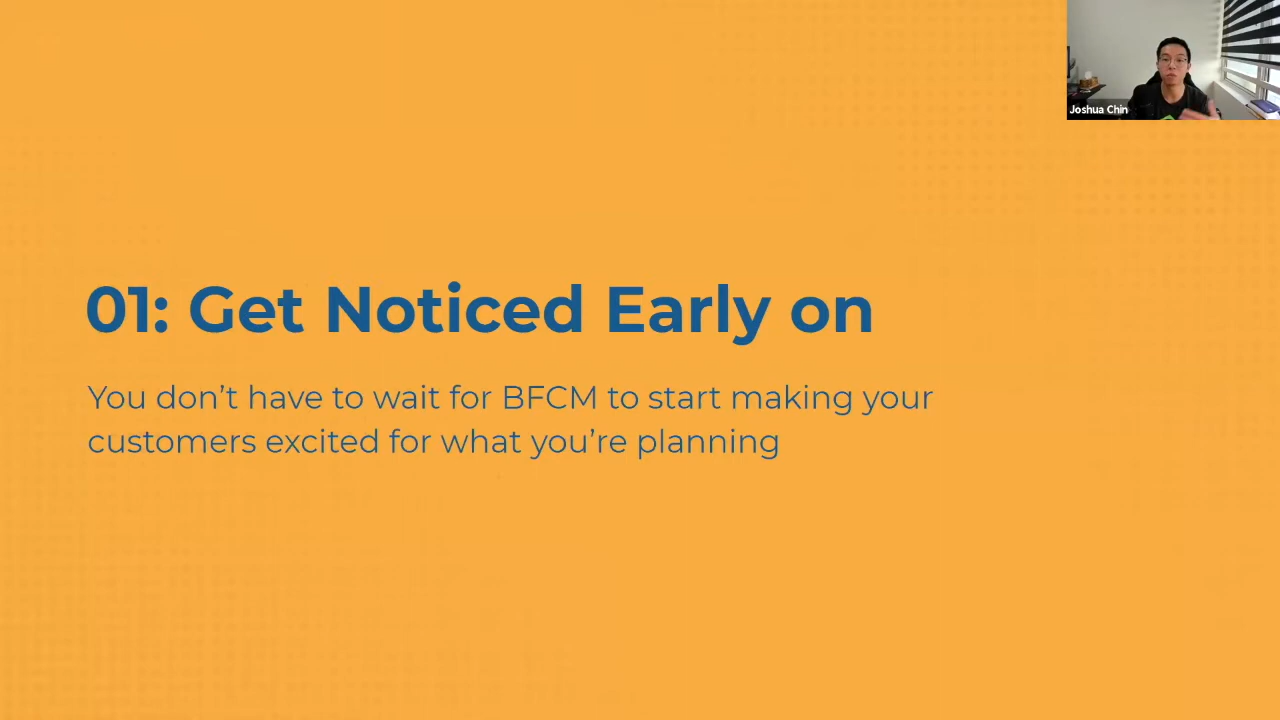 01: Get Noticed Early on
You don’t have to wait for BFCM to start making your
customers excited for what you’re planning
Joshua Chin